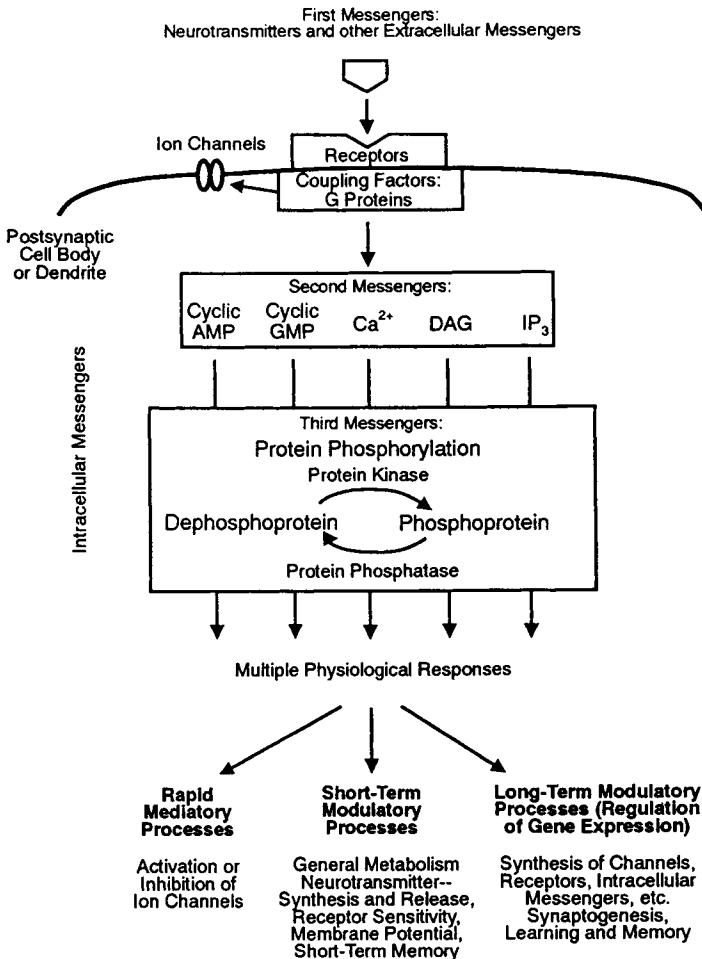 First Messengers:
Neurotransmitters and other Extracellular Messengers
Ion Channels
Receptors
Coupling Factors:
G Proteins
Postsynaptic
Cell Body
or Dendrite
Second Messengers:
Cyclic AMP
Cyclic GMP
Ca2+
DAG
IP3
Intracellular Messengers
Third Messengers:
Protein Phosphorylation
Protein Kinase
Dephosphoprotein
Phosphoprotein
Protein Phosphatase
Multiple Physiological Responses
Rapid
Mediatory
Processes
Activation or
Inhibition of
Ion Channels
Short-Term
Modulatory
Processes
General Metabolism
Neurotransmitter--
Synthesis and Release,
Receptor Sensitivity,
Membrane Potential,
Short-Term Memory
Long-Term Modulatory
Processes (Regulation
of Gene Expression)
Synthesis of Channels,
Receptors, Intracellular
Messengers, etc.
Synaptogenesis,
Learning and Memory